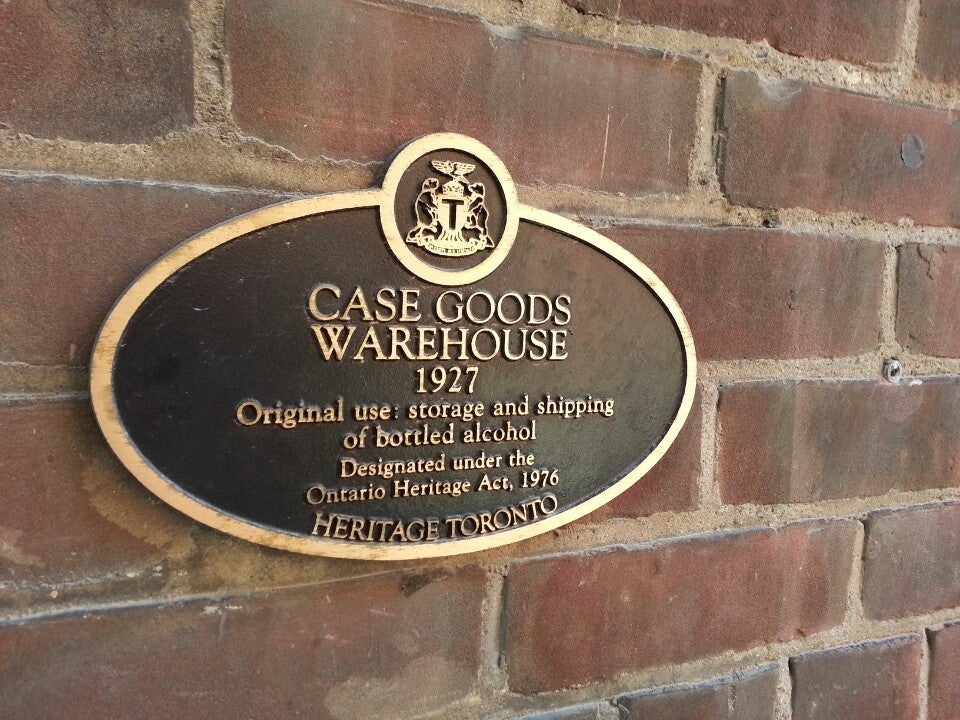 T
CASE GOODS
WAREHOUSE
1927
Original use: storage and shipping
of bottled alcohol
Designated under the
Ontario Heritage Act, 1976
HERITAGE TORONTO